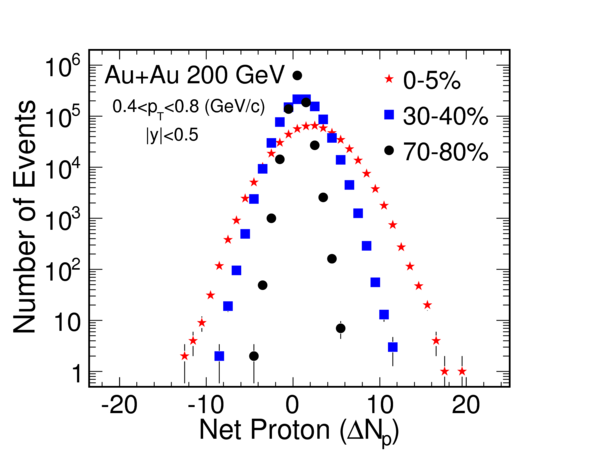 Au+Au 200 GeV
0.4<p_T<0.8 (GeV/c)
|y|<0.5
0-5%
30-40%
70-80%
Number of Events
10^6
10^5
10^4
10^3
10^2
10
1
-20 -10 0 10 20
Net Proton (ΔN_p)